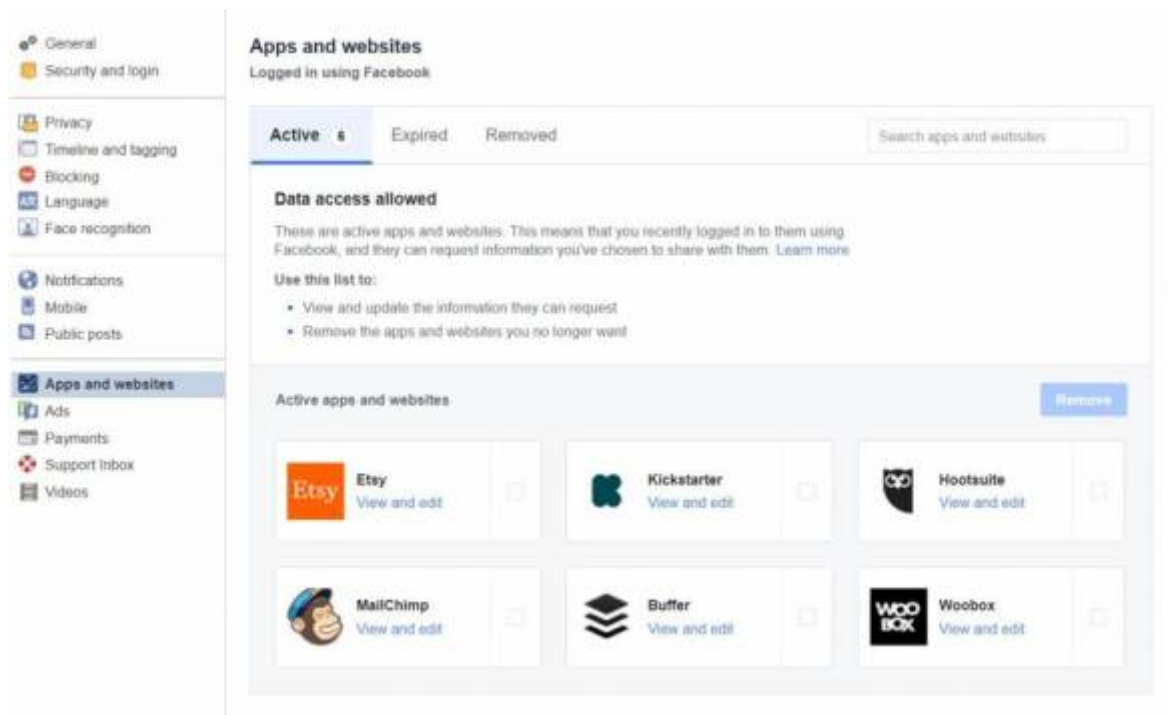 General
Security and login
Privacy
Timeline and tagging
Blocking
Language
Face recognition
Notifications
Mobile
Public posts
Apps and websites
Ads
Payments
Support Inbox
Videos
Apps and websites
Logged in using Facebook
Active 6 Expired Removed Search apps and websites
Data access allowed
These are active apps and websites. This means that you recently logged in to them using
Facebook, and they can request information you've chosen to share with them. Learn more
Use this list to:
• View and update the information they can request
• Remove the apps and websites you no longer want
Active apps and websites Remove
Etsy
Etsy
View and edit
Kickstarter
View and edit
Hootsuite
View and edit
MailChimp
View and edit
Buffer
View and edit
WOO
BOX
Woobox
View and edit